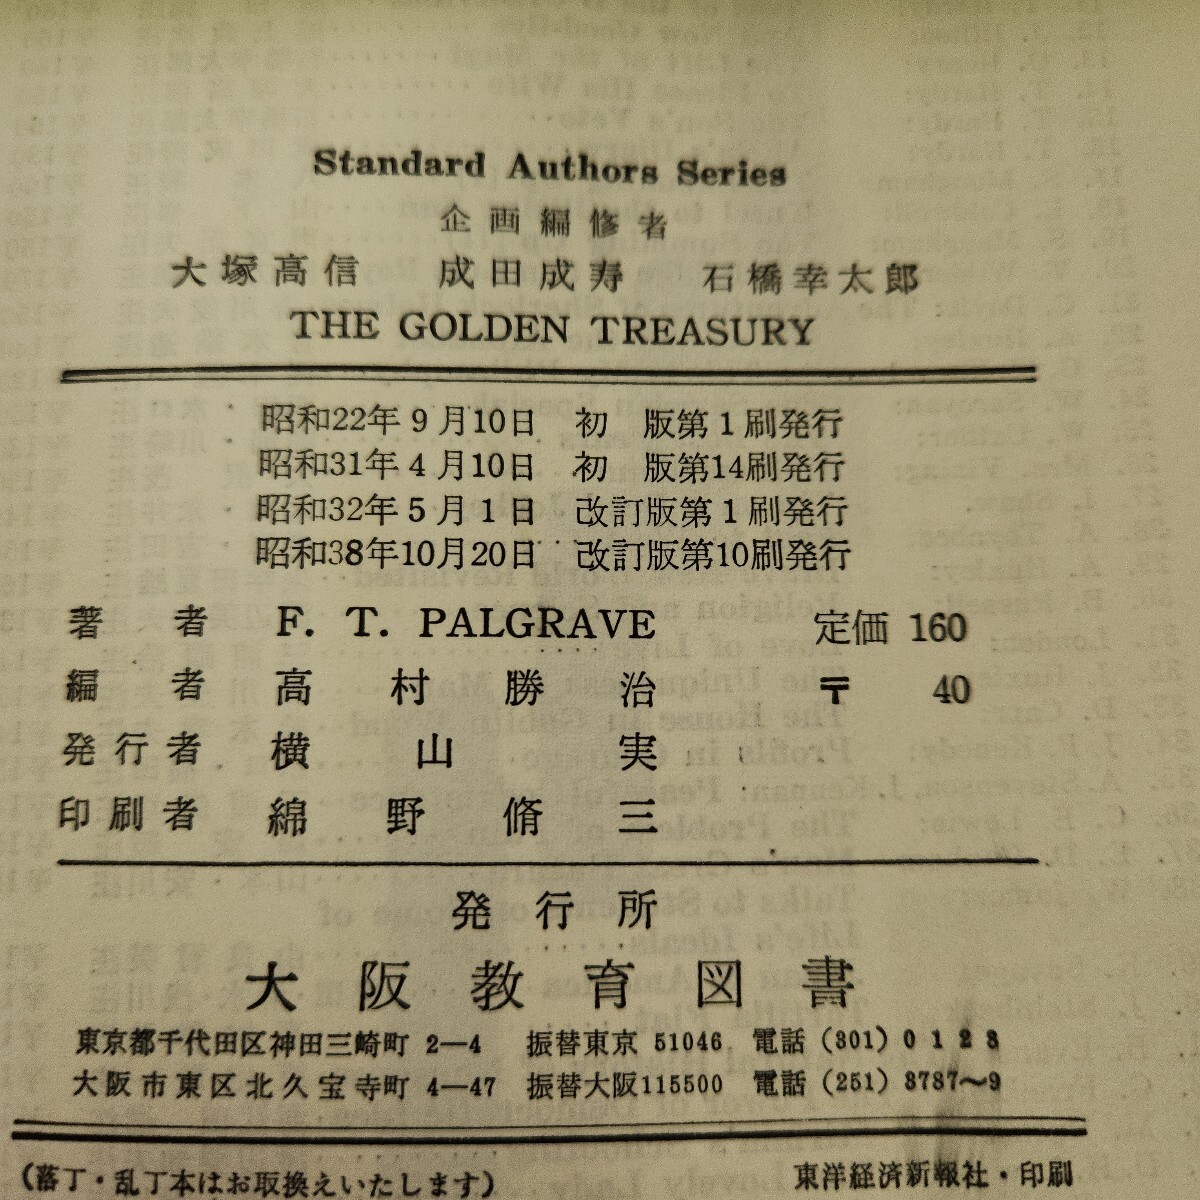 Standard Authors Series
企画編修者
大塚高信 成田成寿 石橋幸太郎
THE GOLDEN TREASURY
昭和22年9月10日 初 版第1刷発行
昭和31年4月10日 初 版第14刷発行
昭和32年5月1日 改訂版第1刷発行
昭和38年10月20日 改訂版第10刷発行
著者 F. T. PALGRAVE 定価 160
編者 高村勝治 〒 40
発行者 横山実
印刷者 綿野脩三
発行所
大阪教育図書
東京都千代田区神田三崎町 2—4 振替東京 51046 電話 (301) 0123
大阪市東区北久宝寺町 4—47 振替大阪115500 電話 (251) 8787〜9
(落丁・乱丁本はお取換えいたします) 東洋経済新報社・印刷